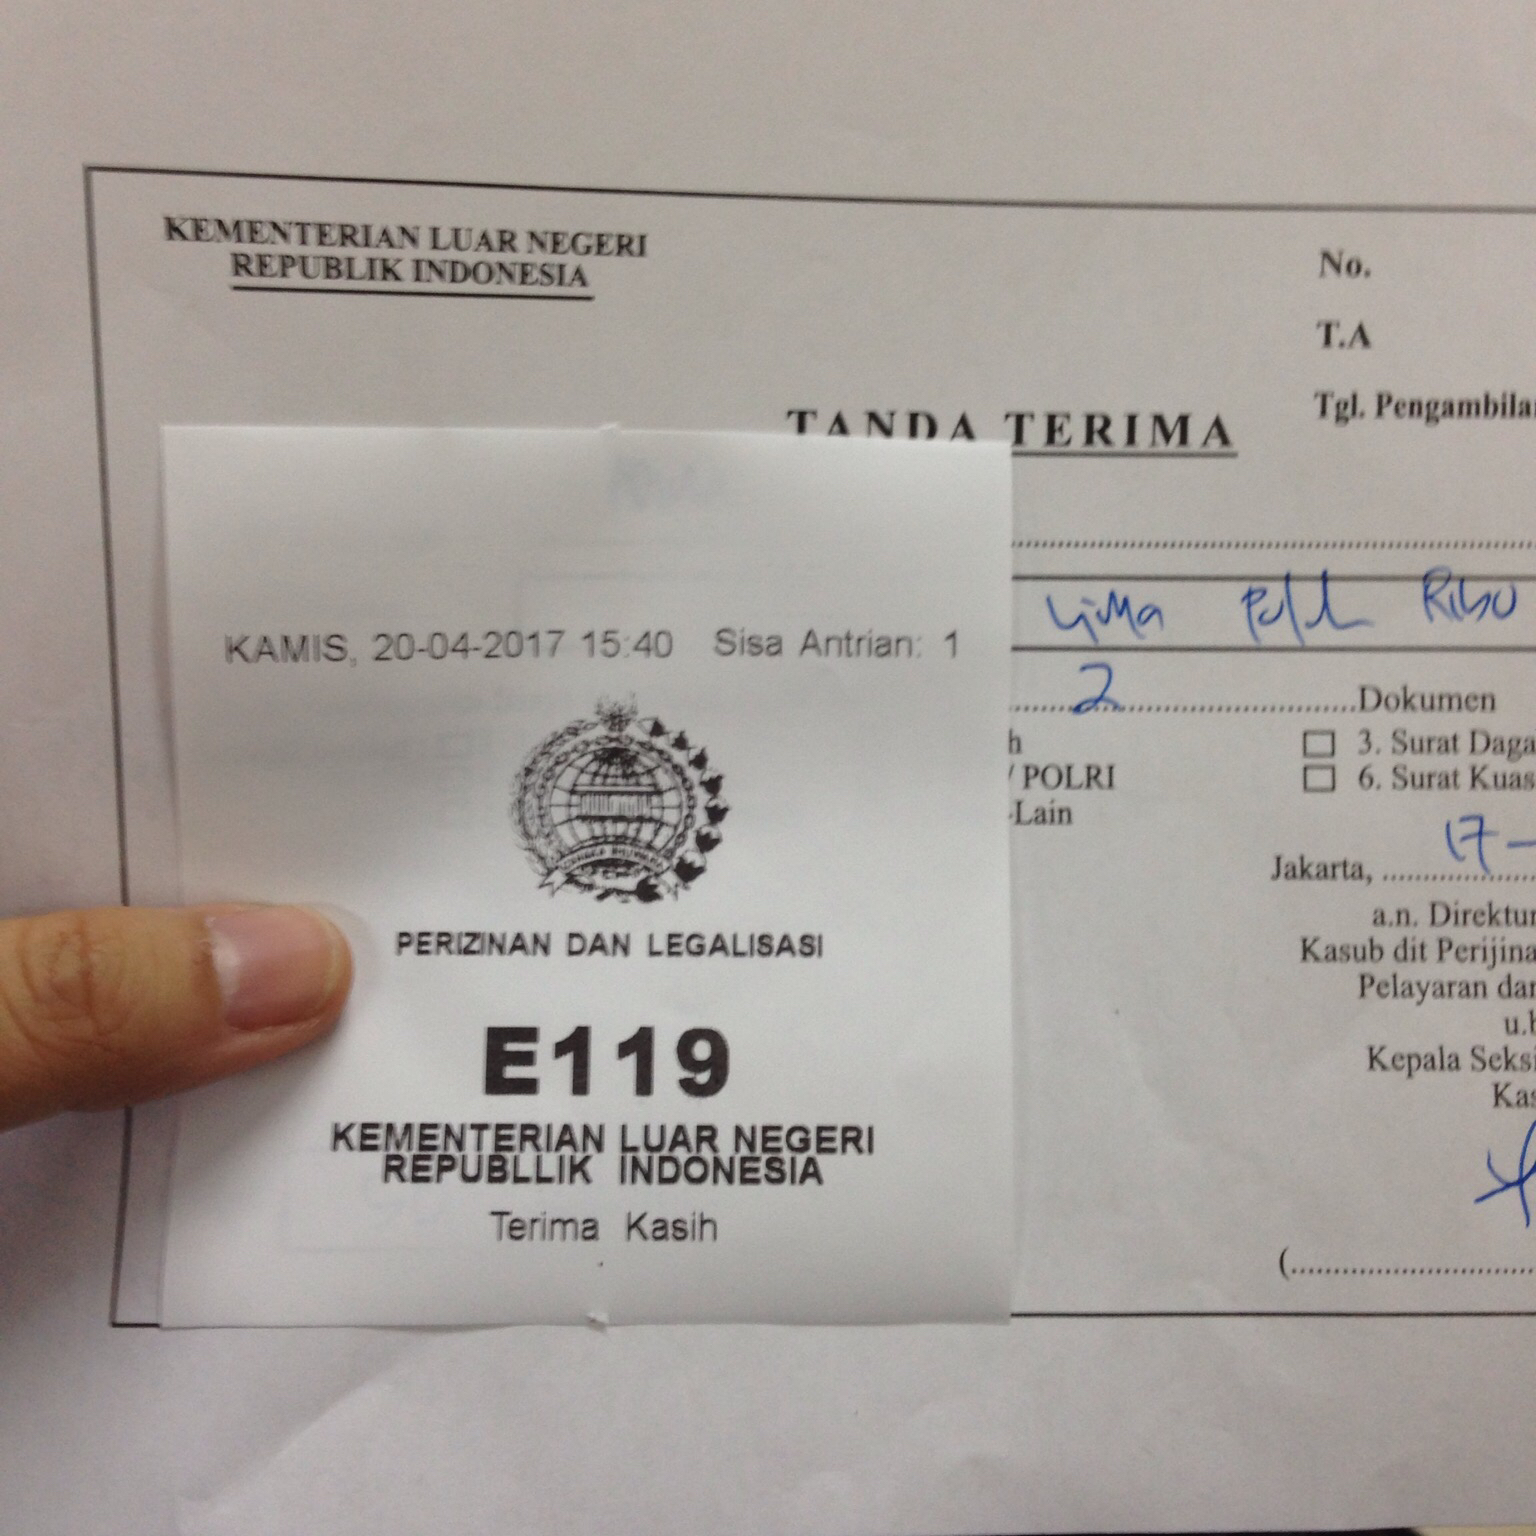 KEMENTERIAN LUAR NEGERI
REPUBLIK INDONESIA
No.
T.A
Tgl. Pengambilan
TANDA TERIMA
Lima Puluh Ribu
2 Dokumen
h
/ POLRI
-Lain
3. Surat Daga
6. Surat Kuas
17-
Jakarta,
a.n. Direktur
Kasub dit Perijina
Pelayaran dan
u.b
Kepala Seksi
Kas
(
KAMIS, 20-04-2017 15:40 Sisa Antrian: 1
PERIZINAN DAN LEGALISASI
E119
KEMENTERIAN LUAR NEGERI
REPUBLLIK INDONESIA
Terima Kasih